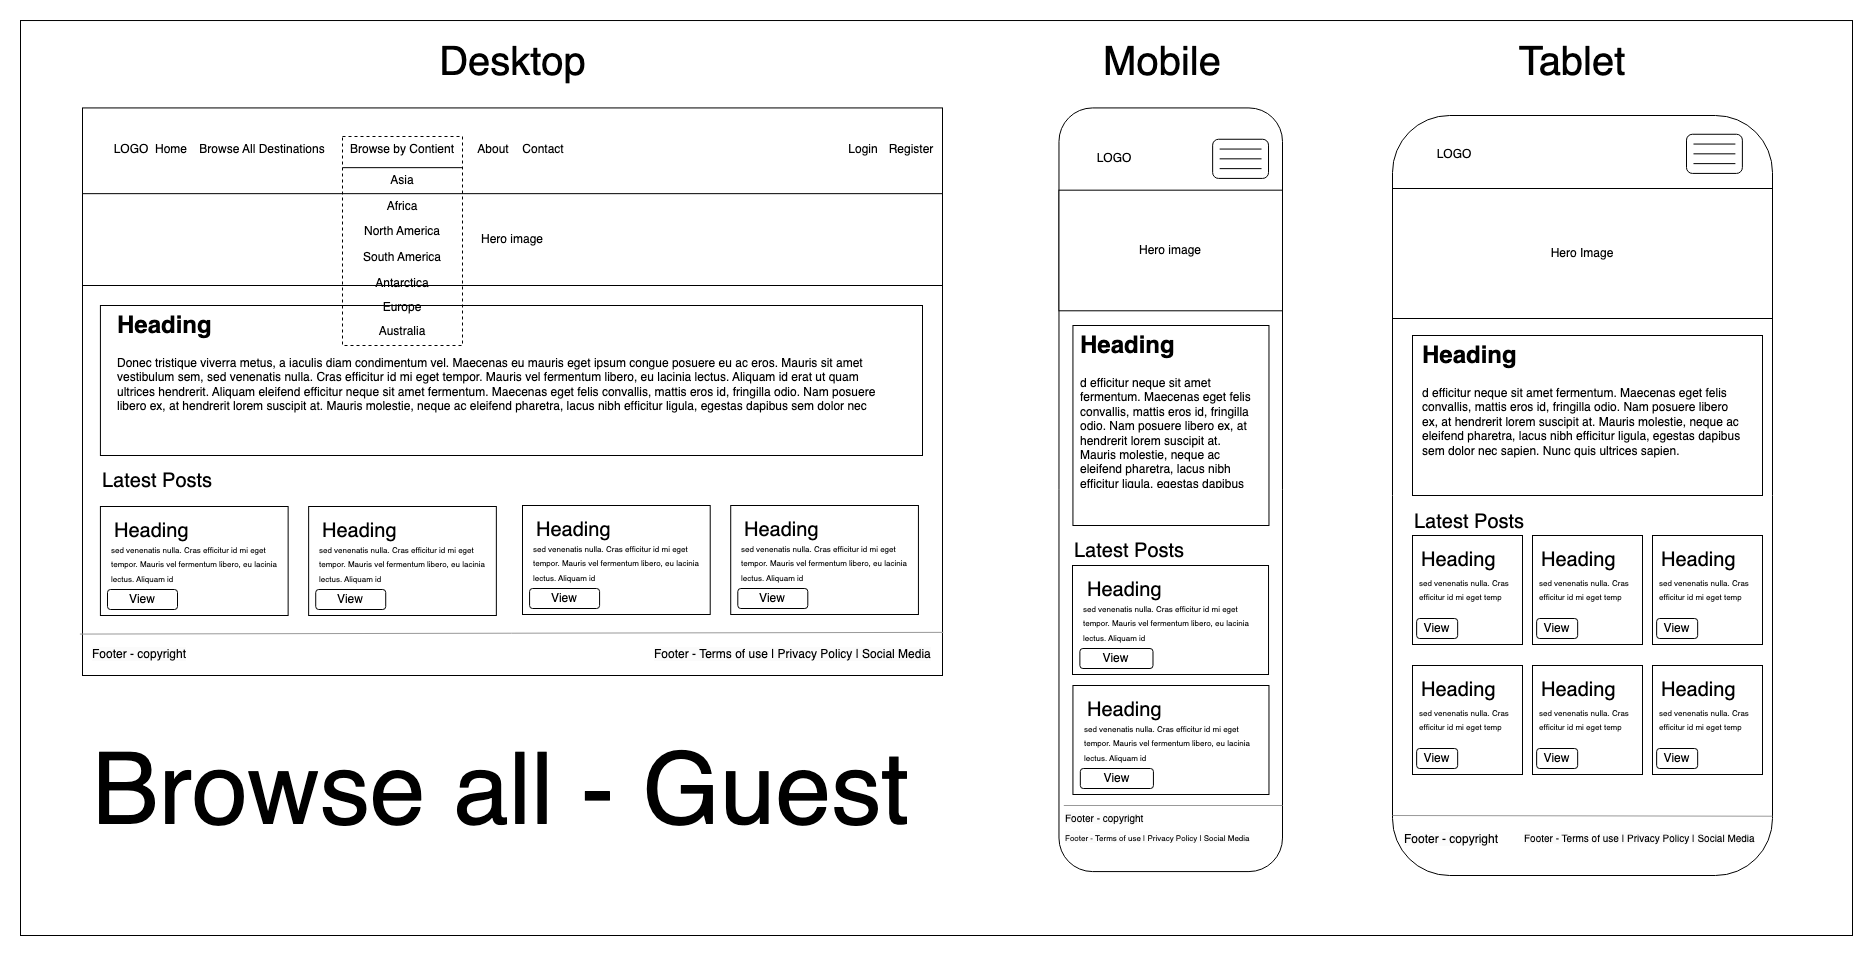 Desktop
LOGO Home Browse All Destinations Browse by Contient About Contact Login Register
Asia
Africa
North America
South America
Antarctica
Europe
Australia
Hero image
Heading
Donec tristique viverra metus, a iaculis diam condimentum vel. Maecenas eu mauris eget ipsum congue posuere eu ac eros. Mauris sit amet
vestibulum sem, sed venenatis nulla. Cras efficitur id mi eget tempor. Mauris vel fermentum libero, eu lacinia lectus. Aliquam id erat ut quam
ultrices hendrerit. Aliquam eleifend efficitur neque sit amet fermentum. Maecenas eget felis convallis, mattis eros id, fringilla odio. Nam posuere
libero ex, at hendrerit lorem suscipit at. Mauris molestie, neque ac eleifend pharetra, lacus nibh efficitur ligula, egestas dapibus sem dolor nec
Latest Posts
Heading
sed venenatis nulla. Cras efficitur id mi eget
tempor. Mauris vel fermentum libero, eu lacinia
lectus. Aliquam id
View
Heading
sed venenatis nulla. Cras efficitur id mi eget
tempor. Mauris vel fermentum libero, eu lacinia
lectus. Aliquam id
View
Heading
sed venenatis nulla. Cras efficitur id mi eget
tempor. Mauris vel fermentum libero, eu lacinia
lectus. Aliquam id
View
Heading
sed venenatis nulla. Cras efficitur id mi eget
tempor. Mauris vel fermentum libero, eu lacinia
lectus. Aliquam id
View
Footer - copyright
Footer - Terms of use | Privacy Policy | Social Media
Browse all - Guest
Mobile
LOGO
Hero image
Heading
d efficitur neque sit amet
fermentum. Maecenas eget felis
convallis, mattis eros id, fringilla
odio. Nam posuere libero ex, at
hendrerit lorem suscipit at.
Mauris molestie, neque ac
eleifend pharetra, lacus nibh
efficitur ligula, egestas dapibus
Latest Posts
Heading
sed venenatis nulla. Cras efficitur id mi eget
tempor. Mauris vel fermentum libero, eu lacinia
lectus. Aliquam id
View
Heading
sed venenatis nulla. Cras efficitur id mi eget
tempor. Mauris vel fermentum libero, eu lacinia
lectus. Aliquam id
View
Footer - copyright
Footer - Terms of use | Privacy Policy | Social Media
Tablet
LOGO
Hero Image
Heading
d efficitur neque sit amet fermentum. Maecenas eget felis
convallis, mattis eros id, fringilla odio. Nam posuere libero
ex, at hendrerit lorem suscipit at. Mauris molestie, neque ac
eleifend pharetra, lacus nibh efficitur ligula, egestas dapibus
sem dolor nec sapien. Nunc quis ultrices sapien.
Latest Posts
Heading
sed venenatis nulla. Cras
efficitur id mi eget temp
View
Heading
sed venenatis nulla. Cras
efficitur id mi eget temp
View
Heading
sed venenatis nulla. Cras
efficitur id mi eget temp
View
Heading
sed venenatis nulla. Cras
efficitur id mi eget temp
View
Heading
sed venenatis nulla. Cras
efficitur id mi eget temp
View
Heading
sed venenatis nulla. Cras
efficitur id mi eget temp
View
Footer - copyright
Footer - Terms of use | Privacy Policy | Social Media